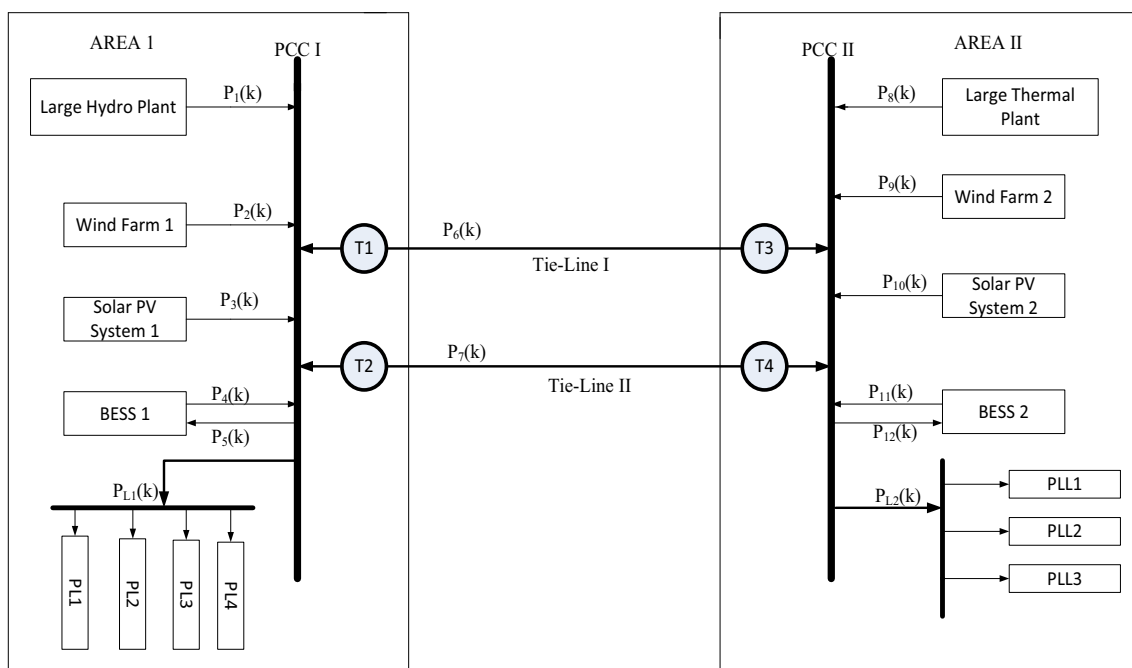 AREA 1
PCC I
Large Hydro Plant
P1(k)
Wind Farm 1
P2(k)
T1
Solar PV
System 1
P3(k)
T2
BESS 1
P4(k)
P5(k)
PL1(k)
PL1
PL2
PL3
PL4
P6(k)
Tie-Line I
P7(k)
Tie-Line II
PCC II
AREA II
P8(k)
Large Thermal
Plant
P9(k)
Wind Farm 2
T3
P10(k)
Solar PV
System 2
T4
P11(k)
BESS 2
P12(k)
PL2(k)
PLL1
PLL2
PLL3